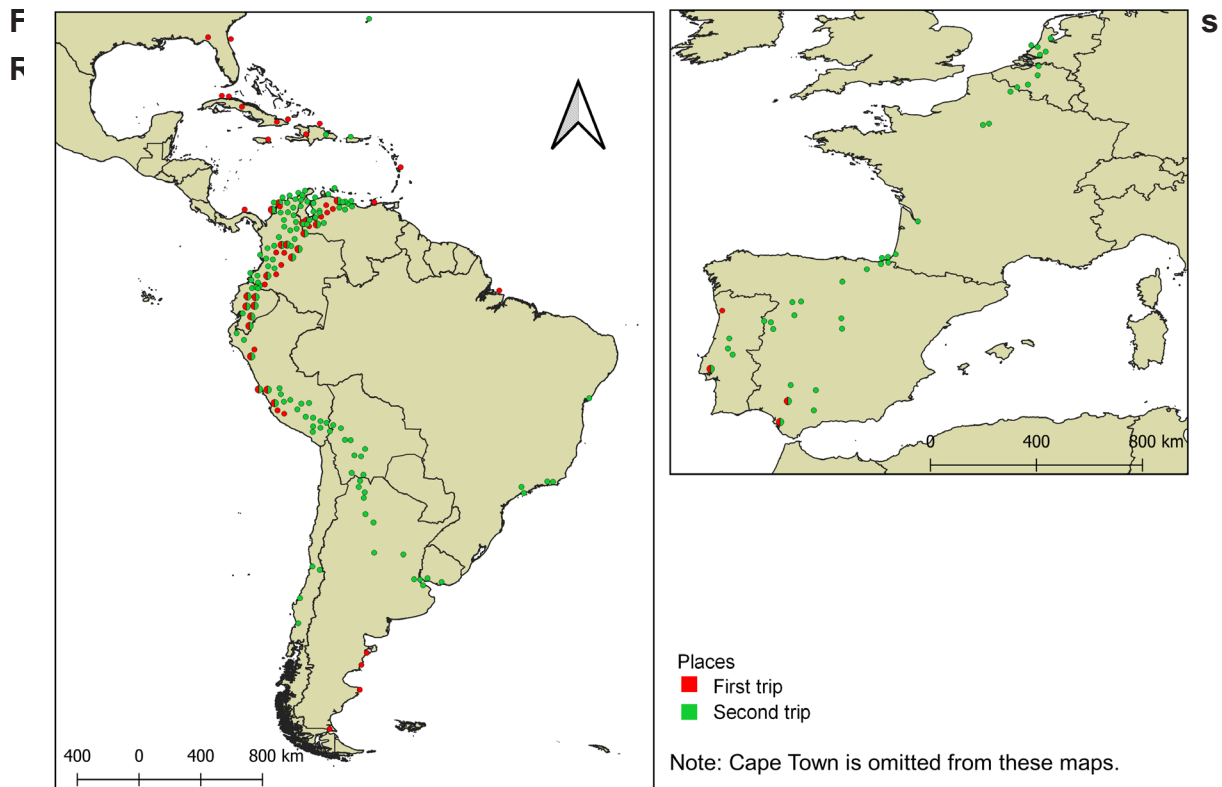 F
s
R
400 0 400 800 km
0 400 800 km
Places
First trip
Second trip
Note: Cape Town is omitted from these maps.